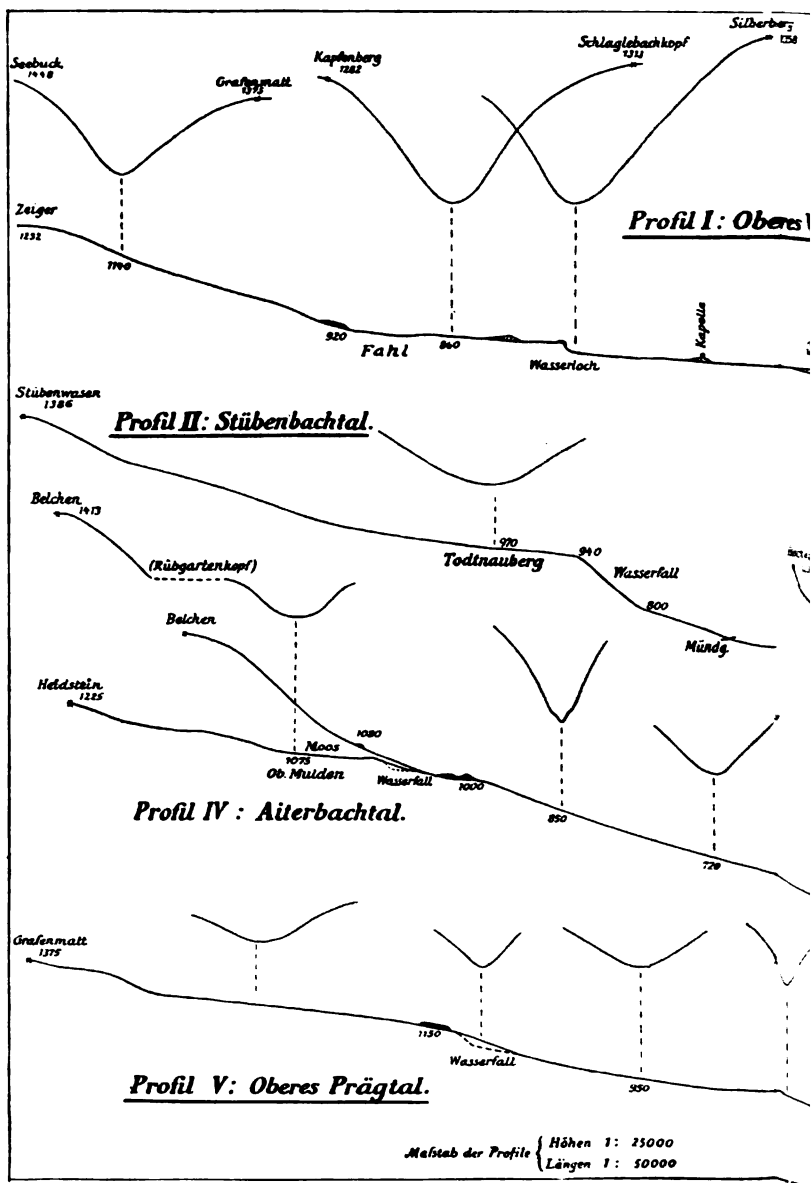 Seebuck
1448
Grafenmatt
1375
Kapfenberg
1282
Schlaglebachkopf
1313
Silberberg
1358
Zeiger
1232
Profil I: Oberes
1140
920
Fahl
860
Wasserloch
Kapelle
Stübenwasen
1386
Profil II: Stübenbachtal.
970
Todtnauberg
940
Wasserfall
800
Mündg.
Belchen
1413
(Rübgartenkopf)
Belchen
Heidstein
1225
1080
Moos
1075
Ob. Mulden
Wasserfall
1000
850
720
Profil IV: Aiterbachtal.
Grafenmatt
1375
1150
Wasserfall
950
Profil V: Oberes Prägtal.
Maßstab der Profile { Höhen 1: 25000
Längen 1: 50000